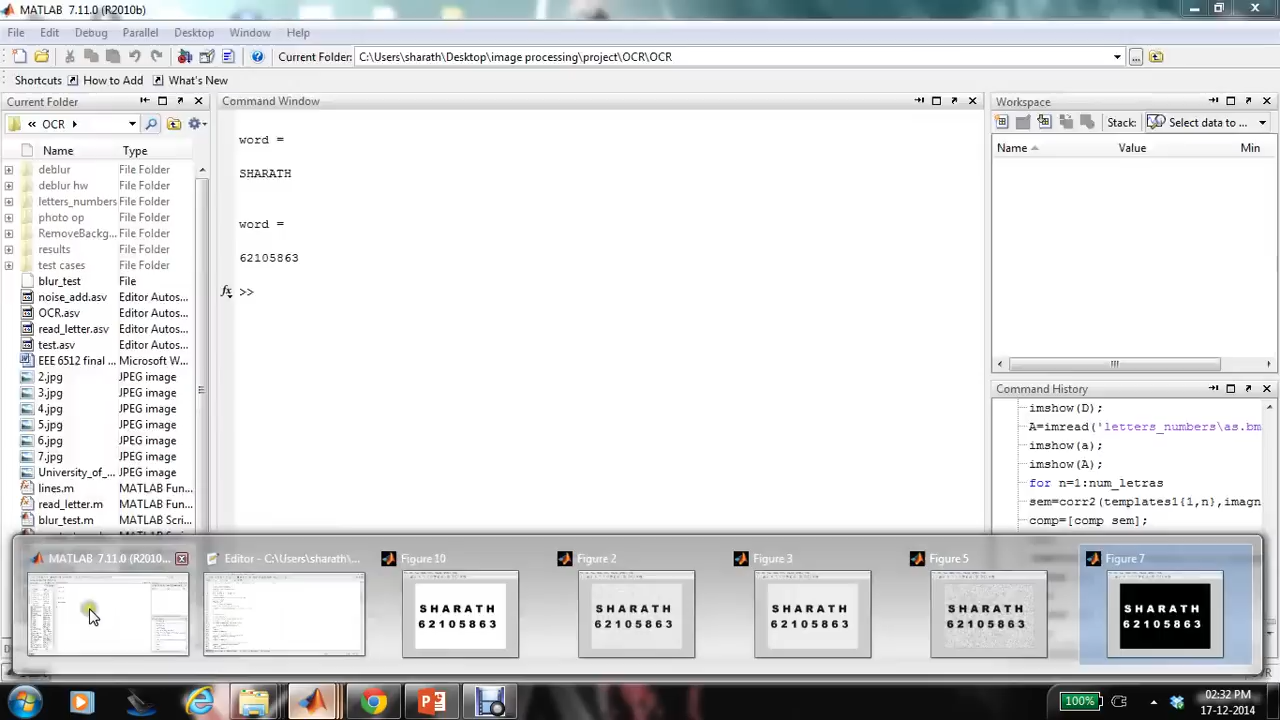 MATLAB 7.11.0 (R2010b)
File Edit Debug Parallel Desktop Window Help
Current Folder: C:\Users\sharath\Desktop\image processing\project\OCR\OCR
Shortcuts How to Add What's New
Current Folder
« OCR
Name Type
deblur File Folder
deblur hw File Folder
letters_numbers File Folder
photo op File Folder
RemoveBackg... File Folder
results File Folder
test cases File Folder
blur_test File
noise_add.asv Editor Autos...
OCR.asv Editor Autos...
read_letter.asv Editor Autos...
test.asv Editor Autos...
EEE 6512 final ... Microsoft W...
2.jpg JPEG image
3.jpg JPEG image
4.jpg JPEG image
5.jpg JPEG image
6.jpg JPEG image
7.jpg JPEG image
University_of_... JPEG image
lines.m MATLAB Fun...
read_letter.m MATLAB Fun...
blur_test.m MATLAB Scri...
Command Window
word =
SHARATH
word =
62105863
fx >>
Workspace
Stack: Select data to ...
Name Value Min
Command History
imshow(D);
A=imread('letters_numbers\as.bm
imshow(a);
imshow(A);
for n=1:num_letras
sem=corr2(templates1{1,n},imagn
comp=[comp sem];
MATLAB 7.11.0 (R2010...
Editor - C:\Users\sharath\...
Figure 10
SHARATH
62105863
Figure 2
SHARATH
62105863
Figure 3
SHARATH
62105863
Figure 5
SHARATH
62105863
Figure 7
SHARATH
62105863
100%
02:32 PM
17-12-2014